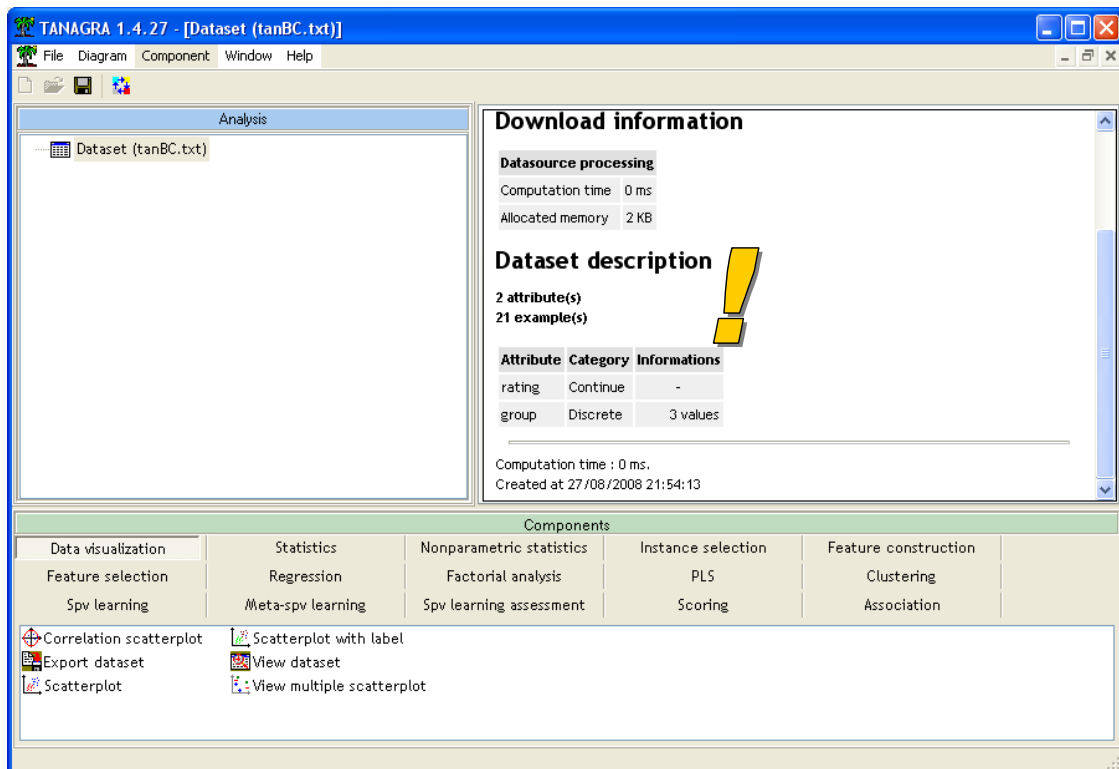 TANAGRA 1.4.27 - [Dataset (tanBC.txt)]
File Diagram Component Window Help
Analysis
Dataset (tanBC.txt)
Download information
Datasource processing
Computation time 0 ms
Allocated memory 2 KB
Dataset description
2 attribute(s)
21 example(s)
Attribute Category Informations
rating Continue -
group Discrete 3 values
Computation time : 0 ms.
Created at 27/08/2008 21:54:13
!
Components
Data visualization Statistics Nonparametric statistics Instance selection Feature construction
Feature selection Regression Factorial analysis PLS Clustering
Spv learning Meta-spv learning Spv learning assessment Scoring Association
Correlation scatterplot Scatterplot with label
Export dataset View dataset
Scatterplot View multiple scatterplot